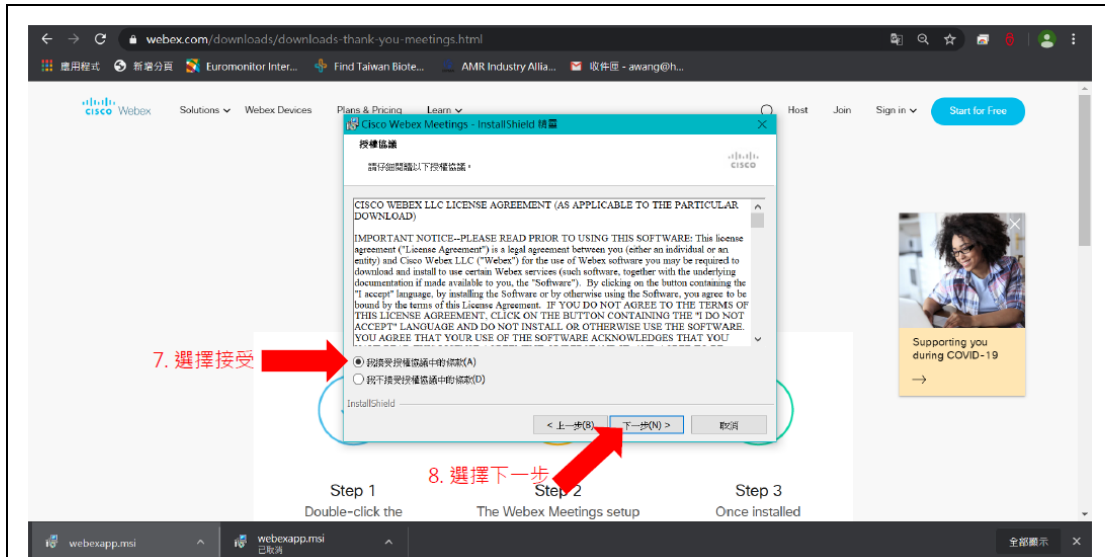 webex.com/downloads/downloads-thank-you-meetings.html
應用程式 新增分頁 Euromonitor Inter... Find Taiwan Biote... AMR Industry Allia... 收件匣 - awang@h...
CISCO Webex Solutions Webex Devices Plans & Pricing Learn Host Join Sign in Start for Free
Cisco Webex Meetings - InstallShield 精靈
授權協議
請仔細閱讀以下授權協議。
CISCO
CISCO WEBEX LLC LICENSE AGREEMENT (AS APPLICABLE TO THE PARTICULAR
DOWNLOAD)
IMPORTANT NOTICE--PLEASE READ PRIOR TO USING THIS SOFTWARE: This license
agreement ("License Agreement") is a legal agreement between you (either an individual or an
entity) and Cisco Webex LLC ("Webex") for the use of Webex software you may be required to
download and install to use certain Webex services (such software, together with the underlying
documentation if made available to you, the "Software"). By clicking on the button containing the
"I accept" language, by installing the Software or by otherwise using the Software, you agree to be
bound by the terms of this License Agreement. IF YOU DO NOT AGREE TO THE TERMS OF
THIS LICENSE AGREEMENT, CLICK ON THE BUTTON CONTAINING THE "I DO NOT
ACCEPT" LANGUAGE AND DO NOT INSTALL OR OTHERWISE USE THE SOFTWARE.
YOU AGREE THAT YOUR USE OF THE SOFTWARE ACKNOWLEDGES THAT YOU
Supporting you
during COVID-19
7. 選擇接受
我接受授權協議中的條款(A)
我不接受授權協議中的條款(D)
InstallShield
< 上一步(B) 下一步(N) > 取消
8. 選擇下一步
Step 1 Step 2 Step 3
Double-click the The Webex Meetings setup Once installed
webexapp.msi webexapp.msi 全部顯示
已取消